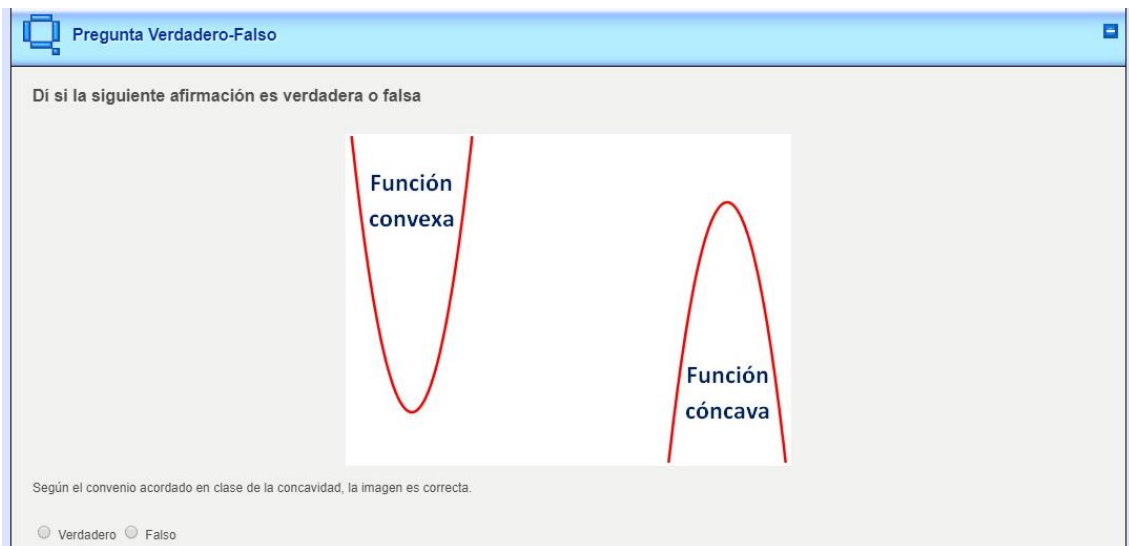 Pregunta Verdadero-Falso
Dí si la siguiente afirmación es verdadera o falsa
Función
convexa
Función
cóncava
Según el convenio acordado en clase de la concavidad, la imagen es correcta.
Verdadero Falso